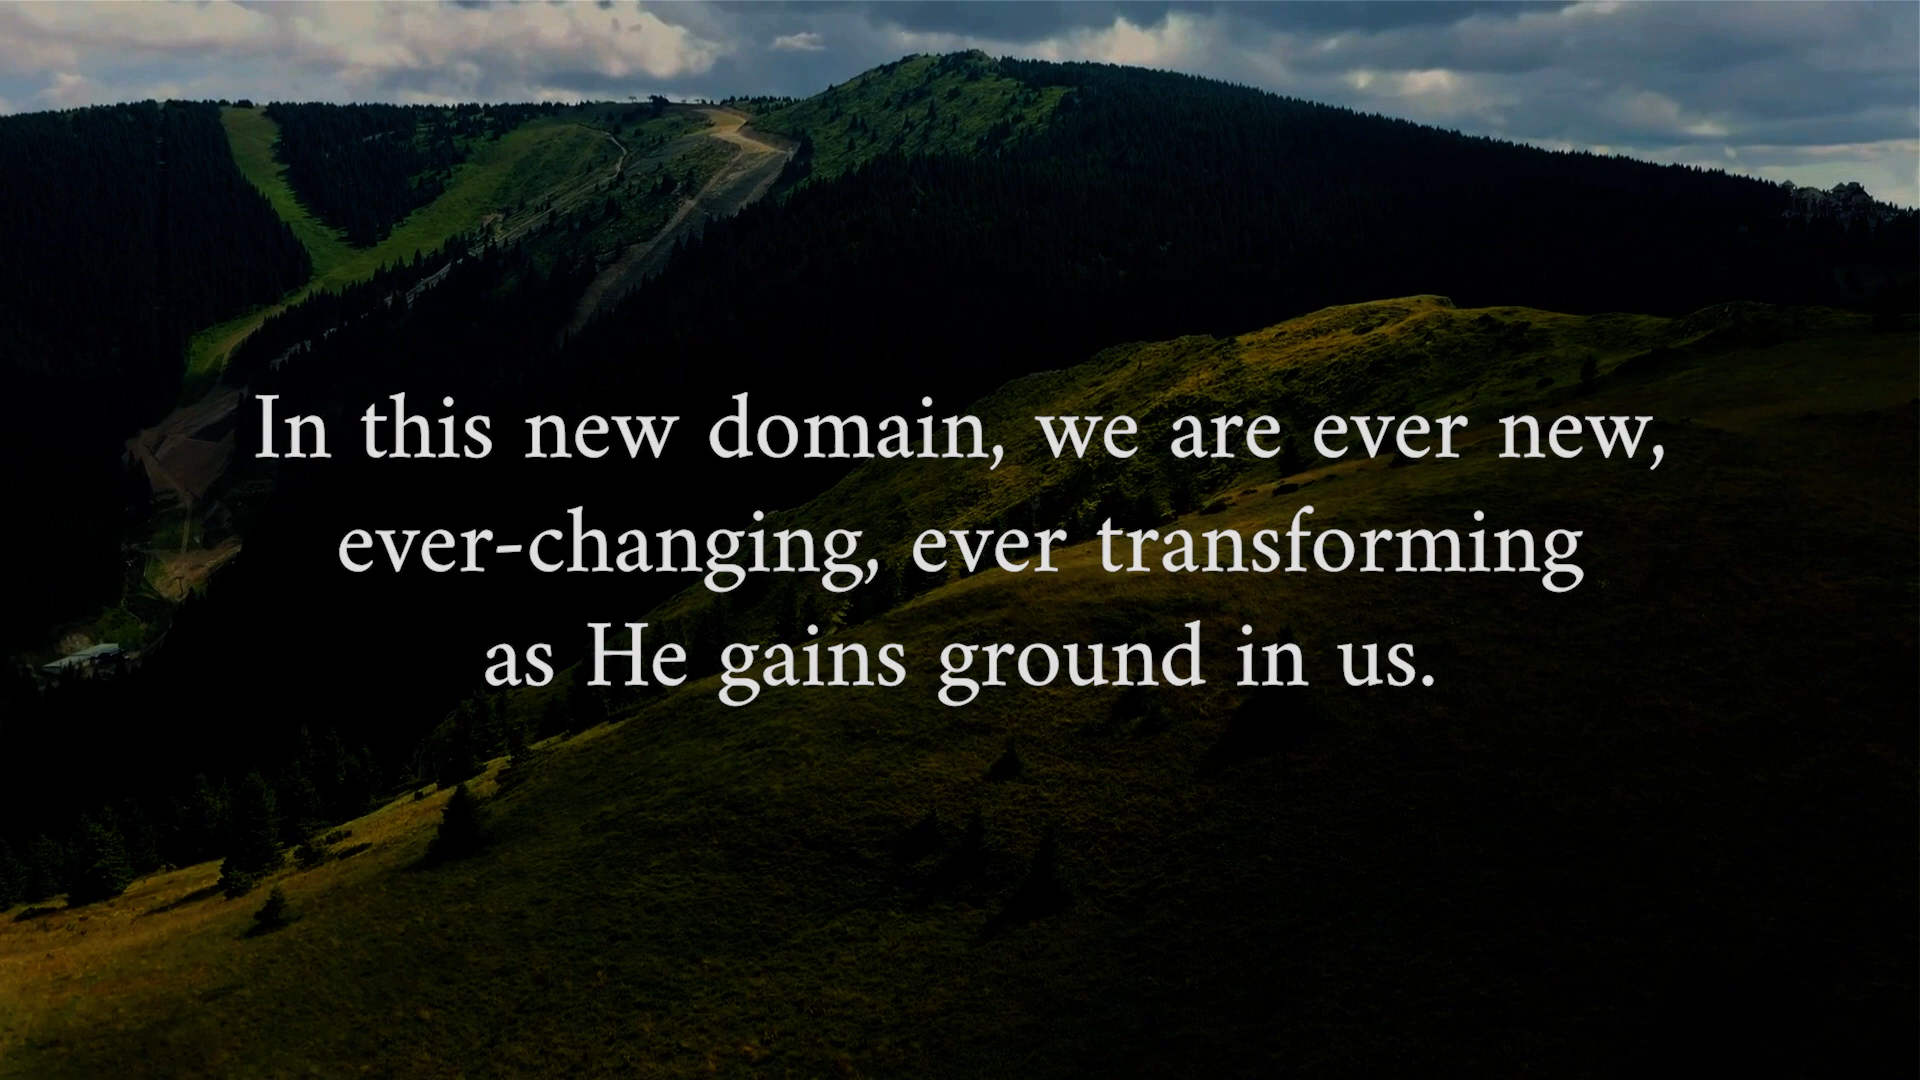 In this new domain, we are ever new,
ever-changing, ever transforming
as He gains ground in us.